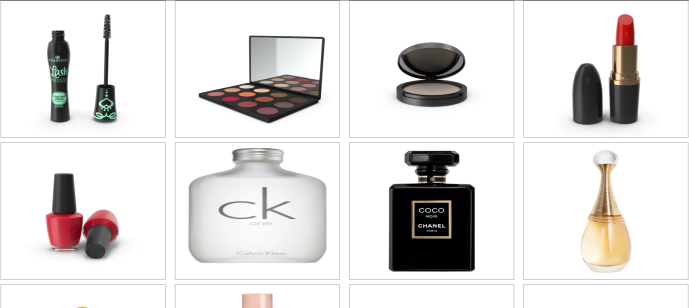 Lash
ck
one
Calvin Klein
COCO
NOIR
CHANEL
PARIS